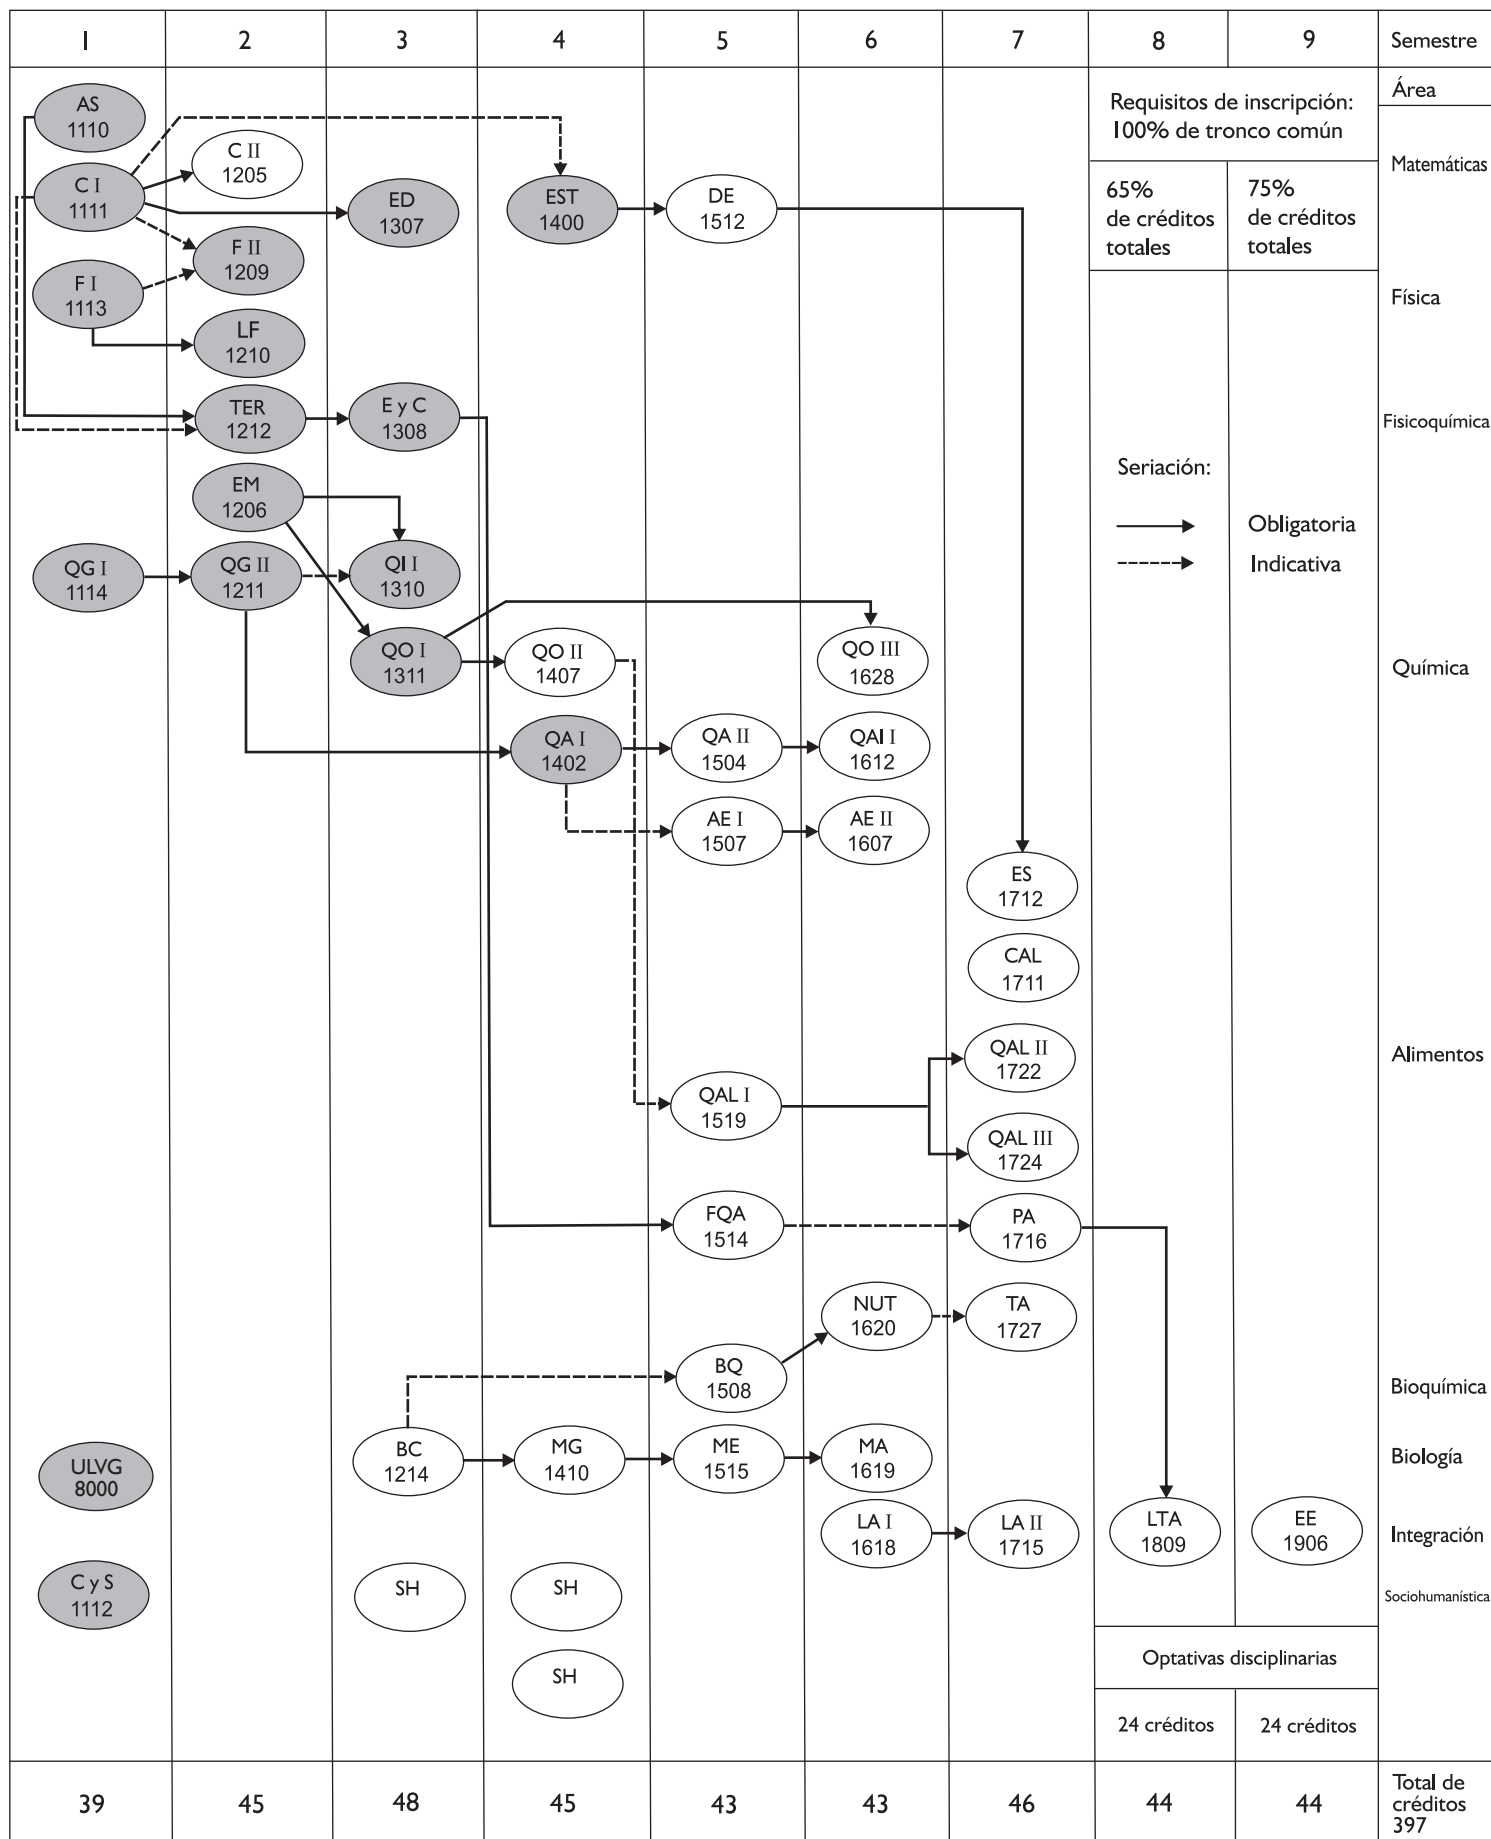 1
2
3
4
5
6
7
8
9
Semestre
AS
1110
C I
1111
F I
1113
QG I
1114
ULVG
8000
C y S
1112
C II
1205
F II
1209
LF
1210
TER
1212
EM
1206
QG II
1211
ED
1307
E y C
1308
QI I
1310
QO I
1311
BC
1214
SH
EST
1400
QO II
1407
QA I
1402
MG
1410
SH
SH
DE
1512
QA II
1504
AE I
1507
QAL I
1519
FQA
1514
BQ
1508
ME
1515
QO III
1628
QAI I
1612
AE II
1607
NUT
1620
MA
1619
LA I
1618
ES
1712
CAL
1711
QAL II
1722
QAL III
1724
PA
1716
TA
1727
LA II
1715
Requisitos de inscripción:
100% de tronco común
65%
de créditos
totales
75%
de créditos
totales
Seriación:
Obligatoria
Indicativa
LTA
1809
EE
1906
Optativas disciplinarias
24 créditos
24 créditos
Área
Matemáticas
Física
Fisicoquímica
Química
Alimentos
Bioquímica
Biología
Integración
Sociohumanística
39
45
48
45
43
43
46
44
44
Total de
créditos
397